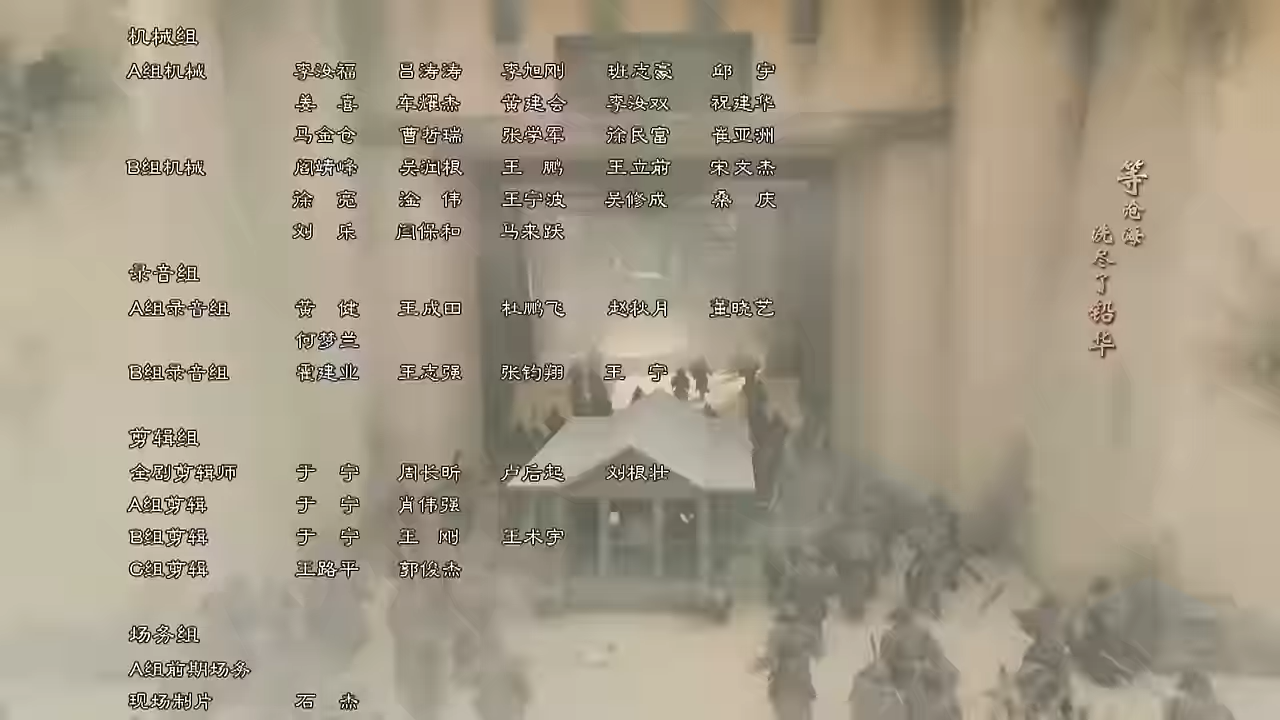 机械组
A组机械 李汝福 吕涛涛 李旭刚 班志豪 邱宇
姜喜 车耀杰 黄建会 李汝双 祝建华
马金仓 曹哲瑞 张学军 涂民富 崔亚洲
B组机械 阎靖峰 吴润根 王鹏 王立前 宋文杰
徐亮 淦伟 王宁波 吴修成 桑庆
刘乐 闫保和 马来跃
录音组
A组录音组 黄健 王成田 杜鹏飞 赵秋月 董晓艺
何梦兰
B组录音组 霍建业 王志强 张钧翔 王宁
剪辑组
全剧剪辑师 于宁 周长昕 卢后起 刘根壮
A组剪辑 于宁 肖伟强
B组剪辑 于宁 王刚 王术宇
C组剪辑 王路平 郭俊杰
场务组
A组前期场务
现场制片 石杰
等沧海
洗尽了铅华